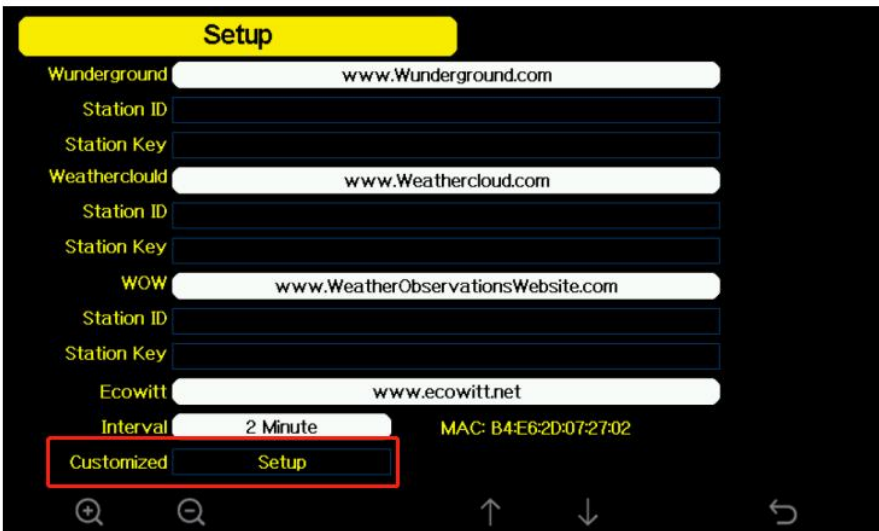 Setup
Wunderground www.Wunderground.com
Station ID
Station Key
Weatherclould www.Weathercloud.com
Station ID
Station Key
WOW www.WeatherObservationsWebsite.com
Station ID
Station Key
Ecowitt www.ecowitt.net
Interval 2 Minute MAC: B4:E6:2D:07:27:02
Customized Setup